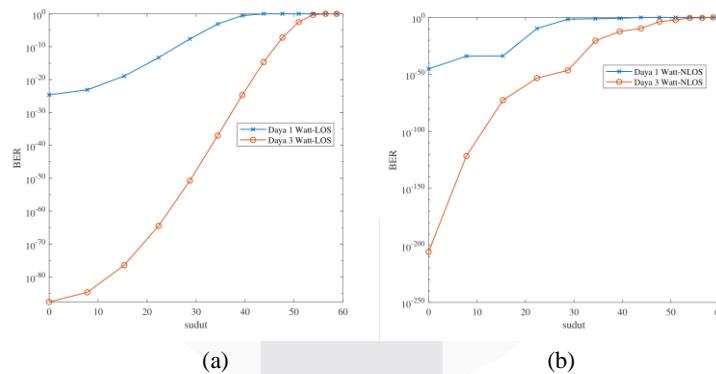 10^0
10^-10
10^-20
10^-30
10^-40
10^-50
10^-60
10^-70
10^-80
BER
0 10 20 30 40 50 60
sudut
Daya 1 Watt-LOS
Daya 3 Watt-LOS
(a)
10^0
10^-50
10^-100
10^-150
10^-200
10^-250
BER
0 10 20 30 40 50
sudut
Daya 1 Watt-NLOS
Daya 3 Watt-NLOS
(b)